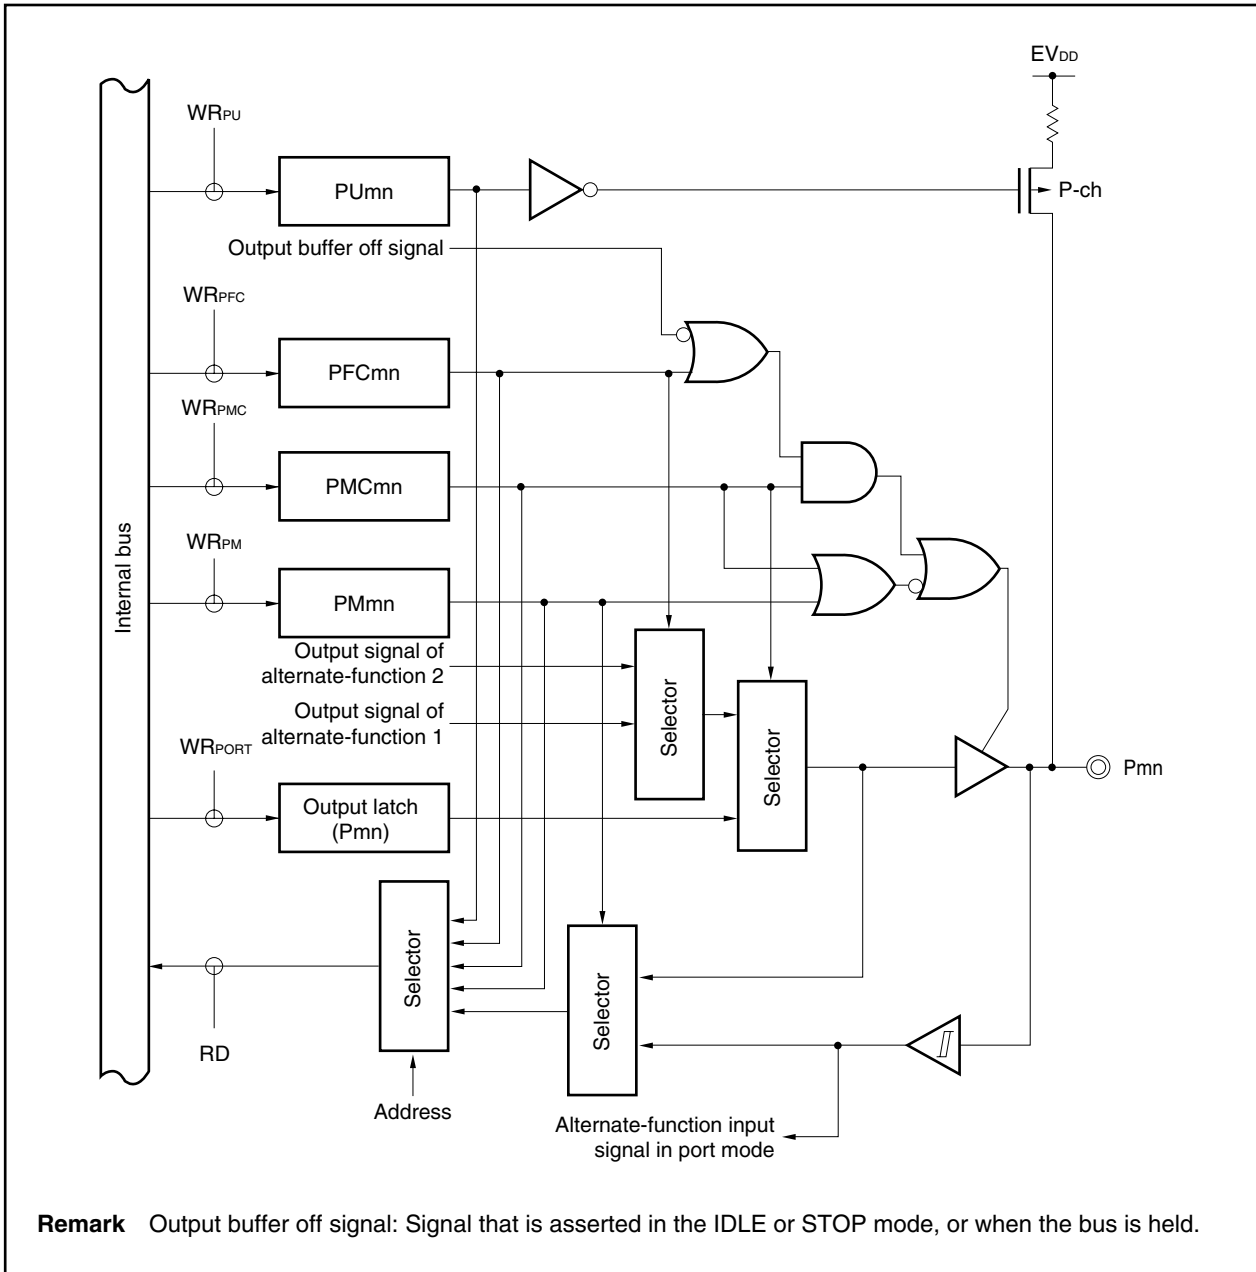 EVDD
WRPU
PUmn
P-ch
Output buffer off signal
WRPFC
PFCmn
WRPMC
PMCmn
Internal bus
WRPM
PMmn
Output signal of
alternate-function 2
Output signal of
alternate-function 1
Selector
Selector
WRPORT
Pmn
Output latch
(Pmn)
Selector
Selector
RD
Address
Alternate-function input
signal in port mode
Remark Output buffer off signal: Signal that is asserted in the IDLE or STOP mode, or when the bus is held.